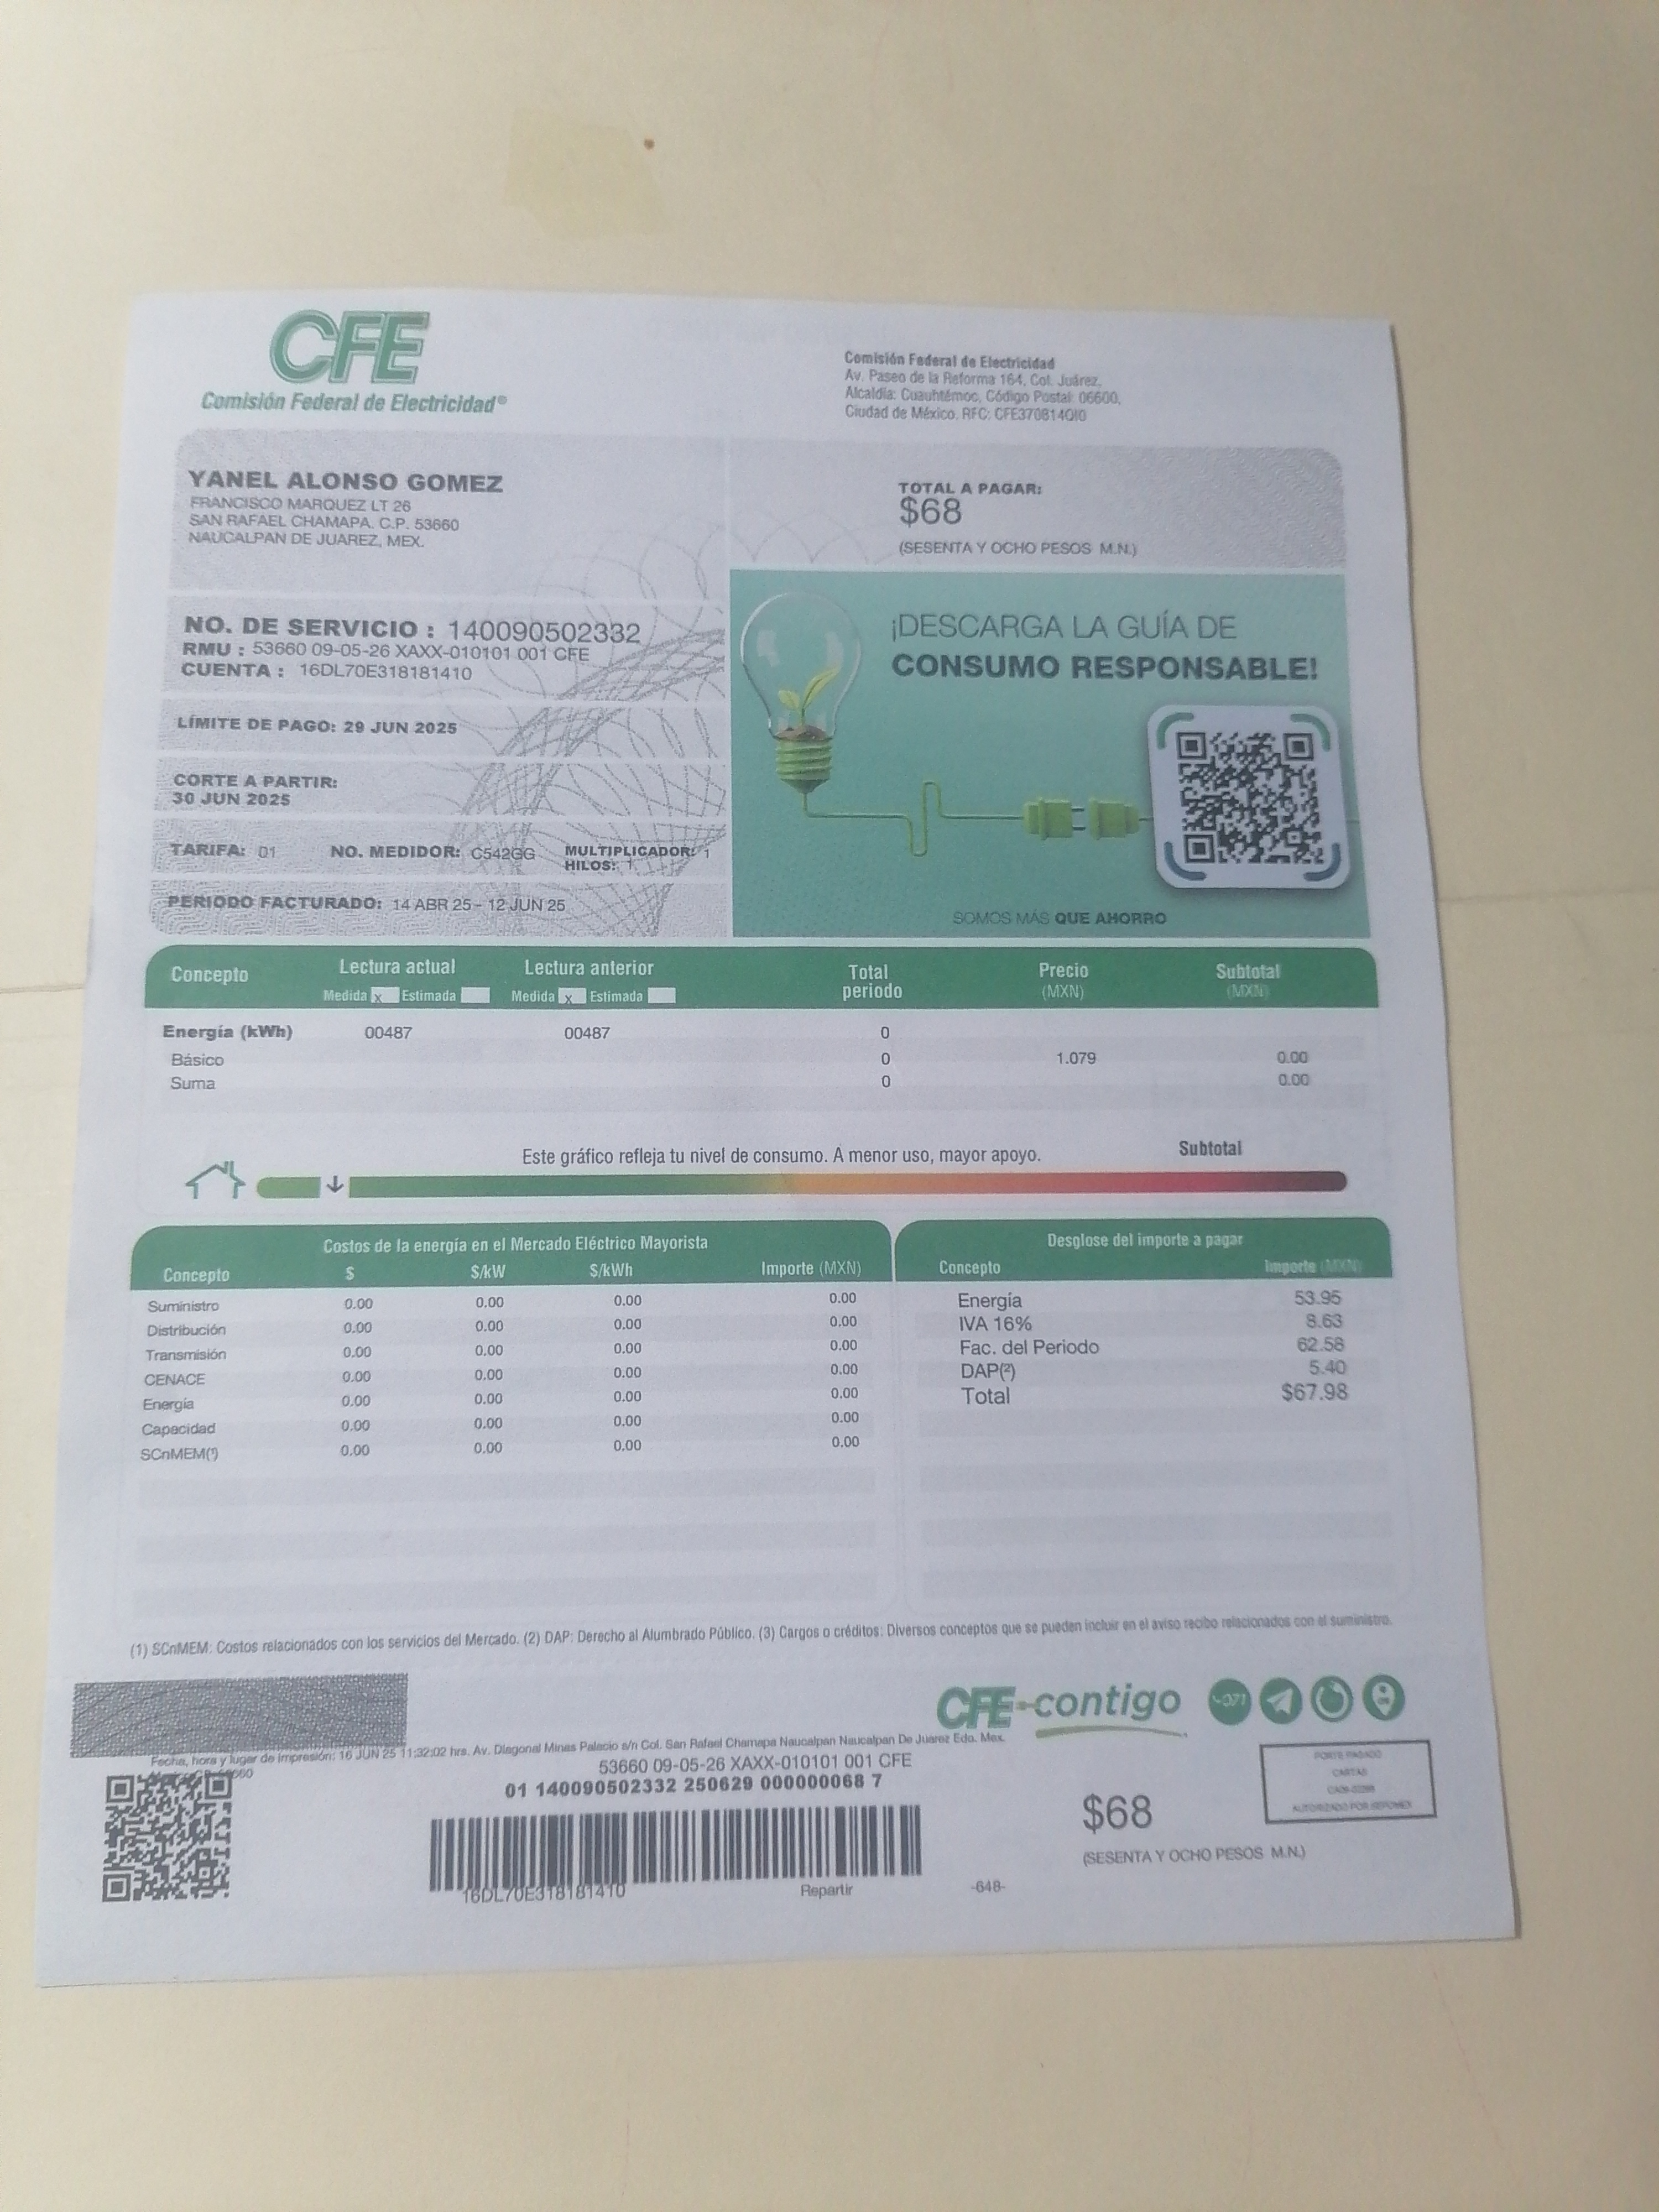 CFE
Comisión Federal de Electricidad®
Comisión Federal de Electricidad
Av. Paseo de la Reforma 164, Col. Juárez,
Alcaldía: Cuauhtémoc, Código Postal: 06600,
Ciudad de México. RFC: CFE370814QI0
YANEL ALONSO GOMEZ
FRANCISCO MARQUEZ LT 26
SAN RAFAEL CHAMAPA. C.P. 53660
NAUCALPAN DE JUAREZ, MEX.
TOTAL A PAGAR:
$68
(SESENTA Y OCHO PESOS M.N.)
NO. DE SERVICIO : 140090502332
RMU : 53660 09-05-26 XAXX-010101 001 CFE
CUENTA : 16DL70E318181410
LÍMITE DE PAGO: 29 JUN 2025
CORTE A PARTIR:
30 JUN 2025
TARIFA: 01 NO. MEDIDOR: C542GG MULTIPLICADOR: 1
HILOS: 1
PERIODO FACTURADO: 14 ABR 25 - 12 JUN 25
¡DESCARGA LA GUÍA DE
CONSUMO RESPONSABLE!
SOMOS MÁS QUE AHORRO
Concepto Lectura actual Lectura anterior Total periodo Precio (MXN) Subtotal (MXN)
Medida x Estimada Medida x Estimada
Energía (kWh) 00487 00487 0
Básico 0 1.079 0.00
Suma 0 0.00
Este gráfico refleja tu nivel de consumo. A menor uso, mayor apoyo. Subtotal
Costos de la energía en el Mercado Eléctrico Mayorista
Concepto $ $/kW $/kWh Importe (MXN)
Suministro 0.00 0.00 0.00 0.00
Distribución 0.00 0.00 0.00 0.00
Transmisión 0.00 0.00 0.00 0.00
CENACE 0.00 0.00 0.00 0.00
Energía 0.00 0.00 0.00 0.00
Capacidad 0.00 0.00 0.00 0.00
SCnMEM(¹) 0.00 0.00 0.00 0.00
Desglose del importe a pagar
Concepto Importe (MXN)
Energía 53.95
IVA 16% 8.63
Fac. del Periodo 62.58
DAP(²) 5.40
Total $67.98
(1) SCnMEM: Costos relacionados con los servicios del Mercado. (2) DAP: Derecho al Alumbrado Público. (3) Cargos o créditos: Diversos conceptos que se pueden incluir en el aviso recibo relacionados con el suministro.
CFE-contigo
071
Fecha, hora y lugar de impresión: 16 JUN 25 11:32:02 hrs. Av. Diagonal Minas Palacio s/n Col. San Rafael Chamapa Naucalpan Naucalpan De Juarez Edo. Mex.
53660 09-05-26 XAXX-010101 001 CFE
01 140090502332 250629 000000068 7
16DL70E318181410
Repartir
-648-
$68
(SESENTA Y OCHO PESOS M.N.)
PORTE PAGADO
CARTAS
AUTORIZADO POR SEPOMEX